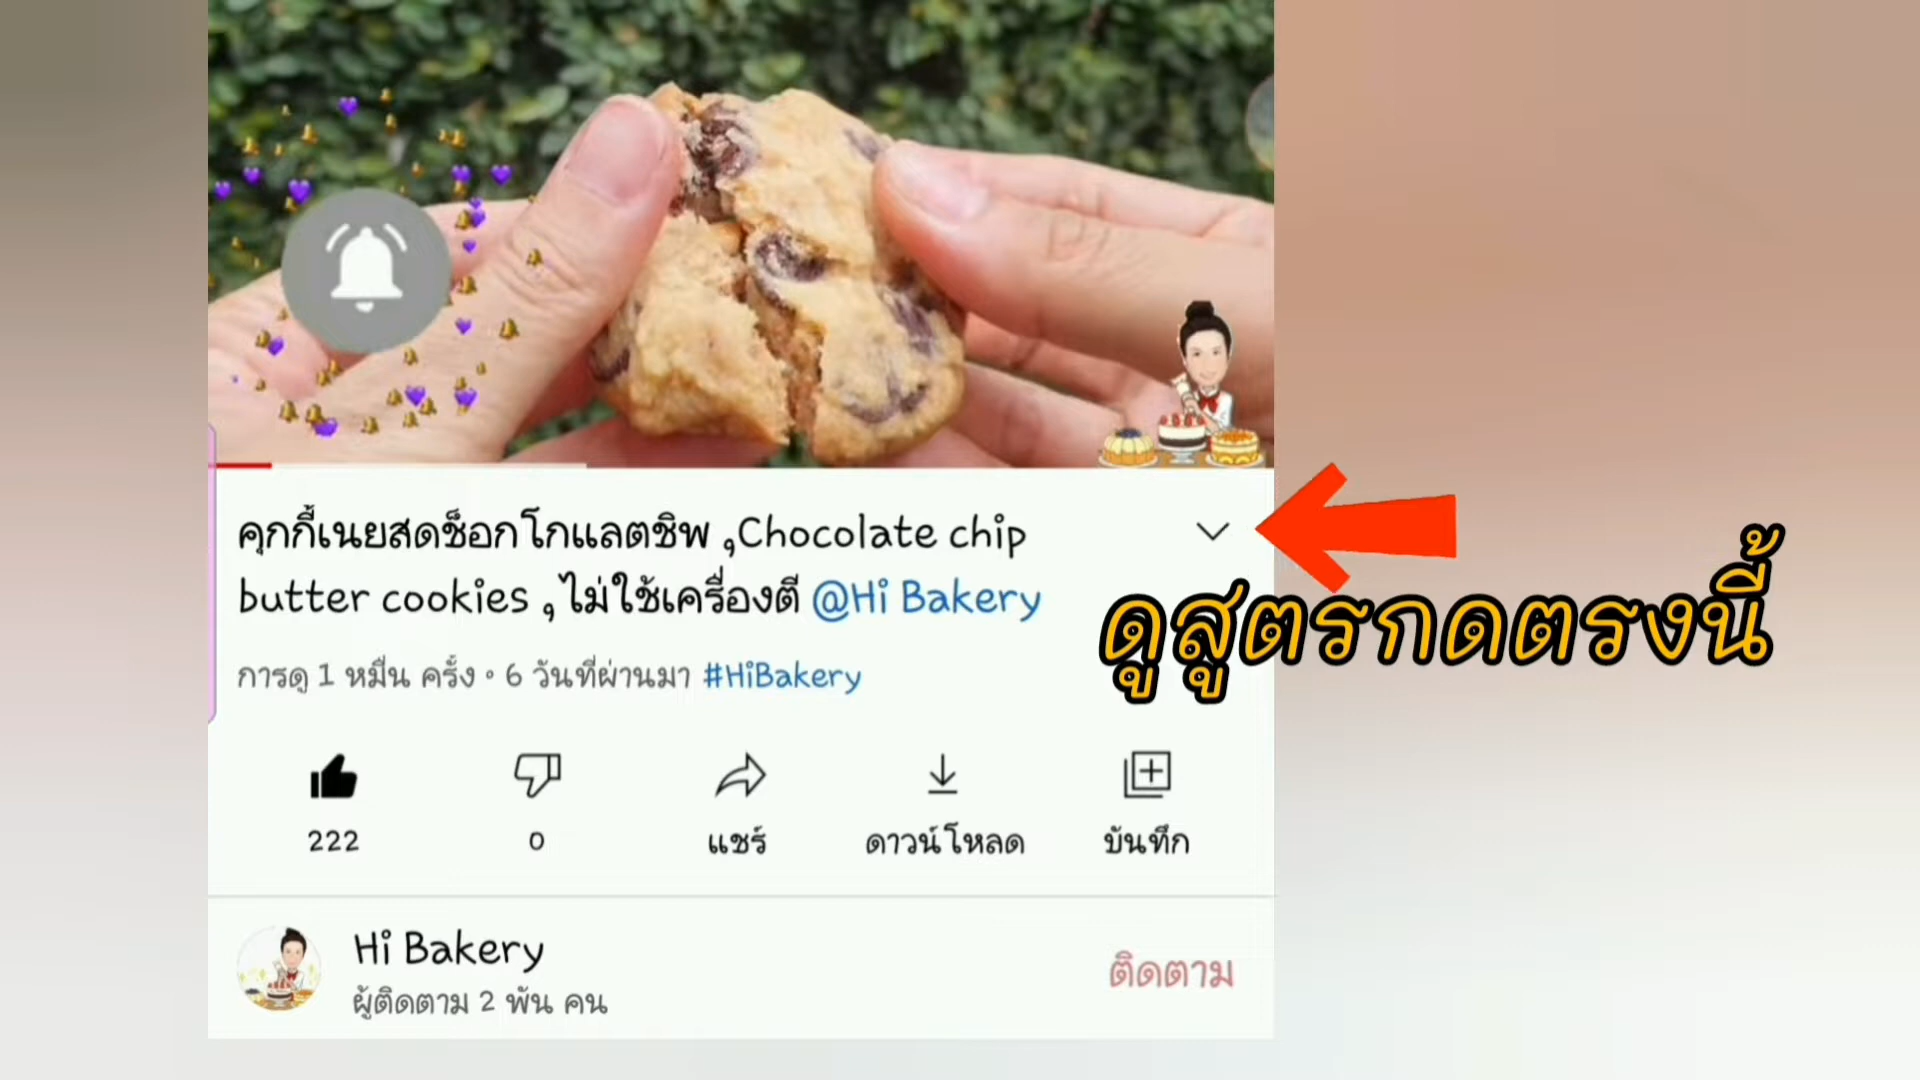 คุกกี้เนยสดช็อกโกแลตชิพ ,Chocolate chip
butter cookies ,ไม่ใช้เครื่องตี @Hi Bakery
ดูสูตรกดตรงนี้
การดู 1 หมื่น ครั้ง • 6 วันที่ผ่านมา #HiBakery
222
0
แชร์
ดาวน์โหลด
บันทึก
Hi Bakery
ผู้ติดตาม 2 พัน คน
ติดตาม